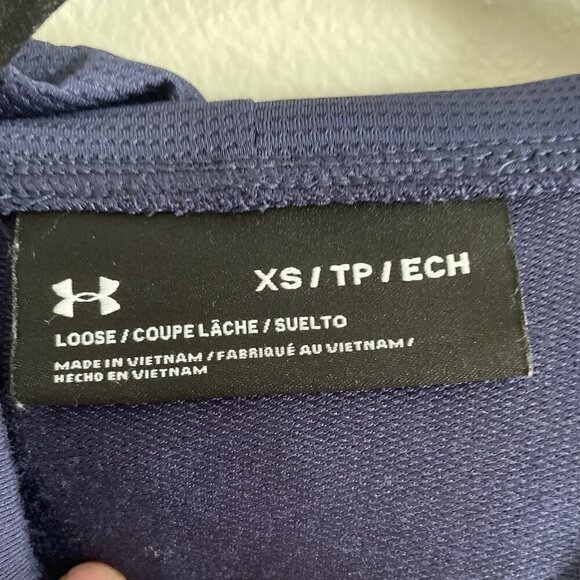 XS / TP / ECH
LOOSE / COUPE LÂCHE / SUELTO
MADE IN VIETNAM / FABRIQUÉ AU VIETNAM /
HECHO EN VIETNAM